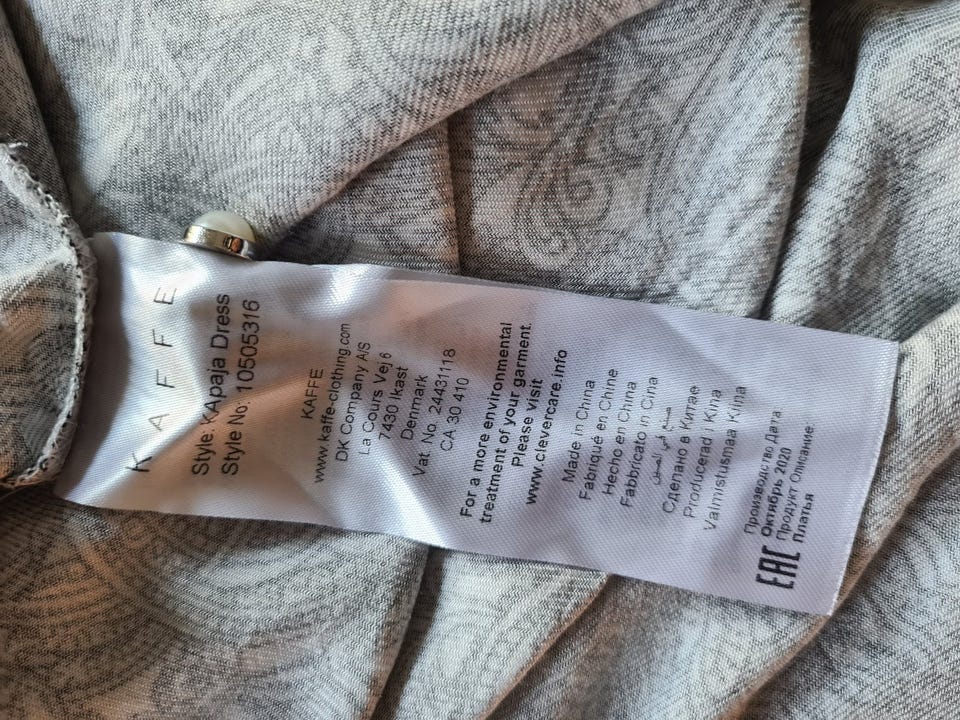 KAFFE
Style: KApaja Dress
Style No: 10505316
KAFFE
www.kaffe-clothing.com
DK Company A/S
La Cours Vej 6
7430 Ikast
Denmark
Vat. No. 24431118
CA 30 410
For a more environmental
treatment of your garment.
Please visit
www.clevercare.info
Made in China
Fabriqué en Chine
Hecho en China
Fabbricato in Cina
صنع في الصين
Сделано в Китае
Producerad i Kina
Valmistusmaa Kiina
EAC
Производство Дата
Октябрь 2020
Продукт Описание
Платья